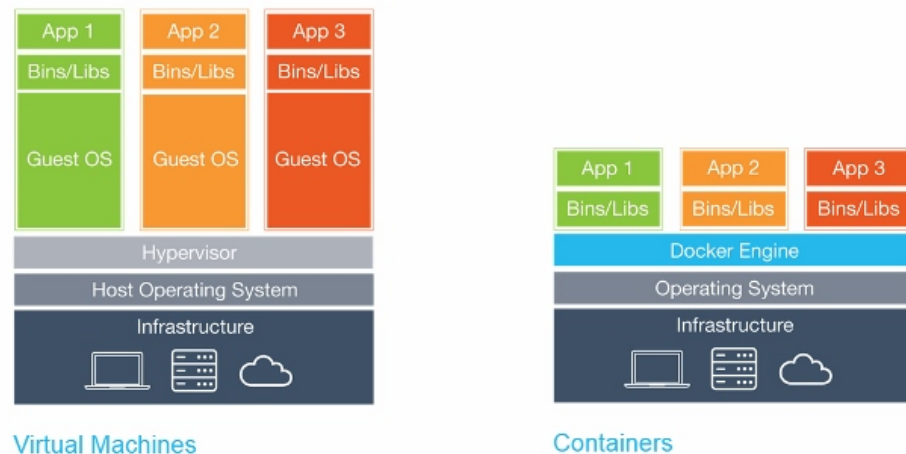 App 1
App 2
App 3
Bins/Libs
Bins/Libs
Bins/Libs
Guest OS
Guest OS
Guest OS
Hypervisor
Host Operating System
Infrastructure
Virtual Machines
App 1
App 2
App 3
Bins/Libs
Bins/Libs
Bins/Libs
Docker Engine
Operating System
Infrastructure
Containers